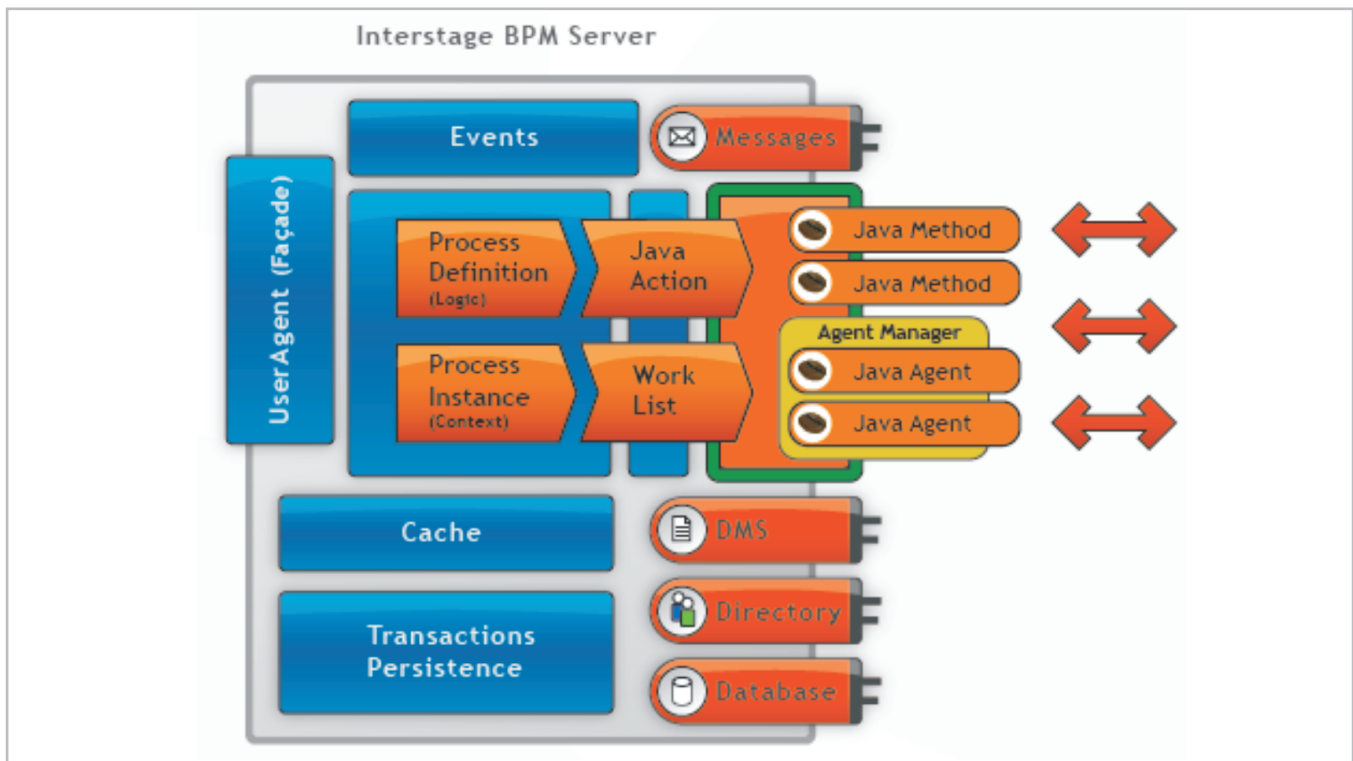 Interstage BPM Server
Events
Messages
UserAgent (Façade)
Process
Definition
(Logic)
Java
Action
Java Method
Java Method
Agent Manager
Process
Instance
(Context)
Work
List
Java Agent
Java Agent
Cache
DMS
Directory
Transactions
Persistence
Database